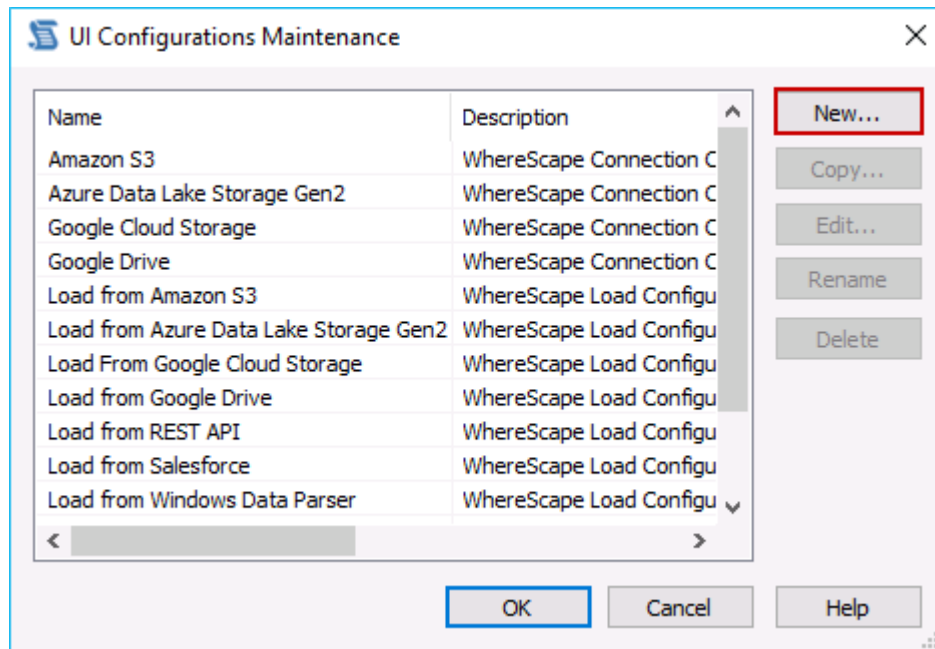 UI Configurations Maintenance
Name Description
Amazon S3 WhereScape Connection C
Azure Data Lake Storage Gen2 WhereScape Connection C
Google Cloud Storage WhereScape Connection C
Google Drive WhereScape Connection C
Load from Amazon S3 WhereScape Load Configu
Load from Azure Data Lake Storage Gen2 WhereScape Load Configu
Load From Google Cloud Storage WhereScape Load Configu
Load from Google Drive WhereScape Load Configu
Load from REST API WhereScape Load Configu
Load from Salesforce WhereScape Load Configu
Load from Windows Data Parser WhereScape Load Configu
New...
Copy...
Edit...
Rename
Delete
OK Cancel Help